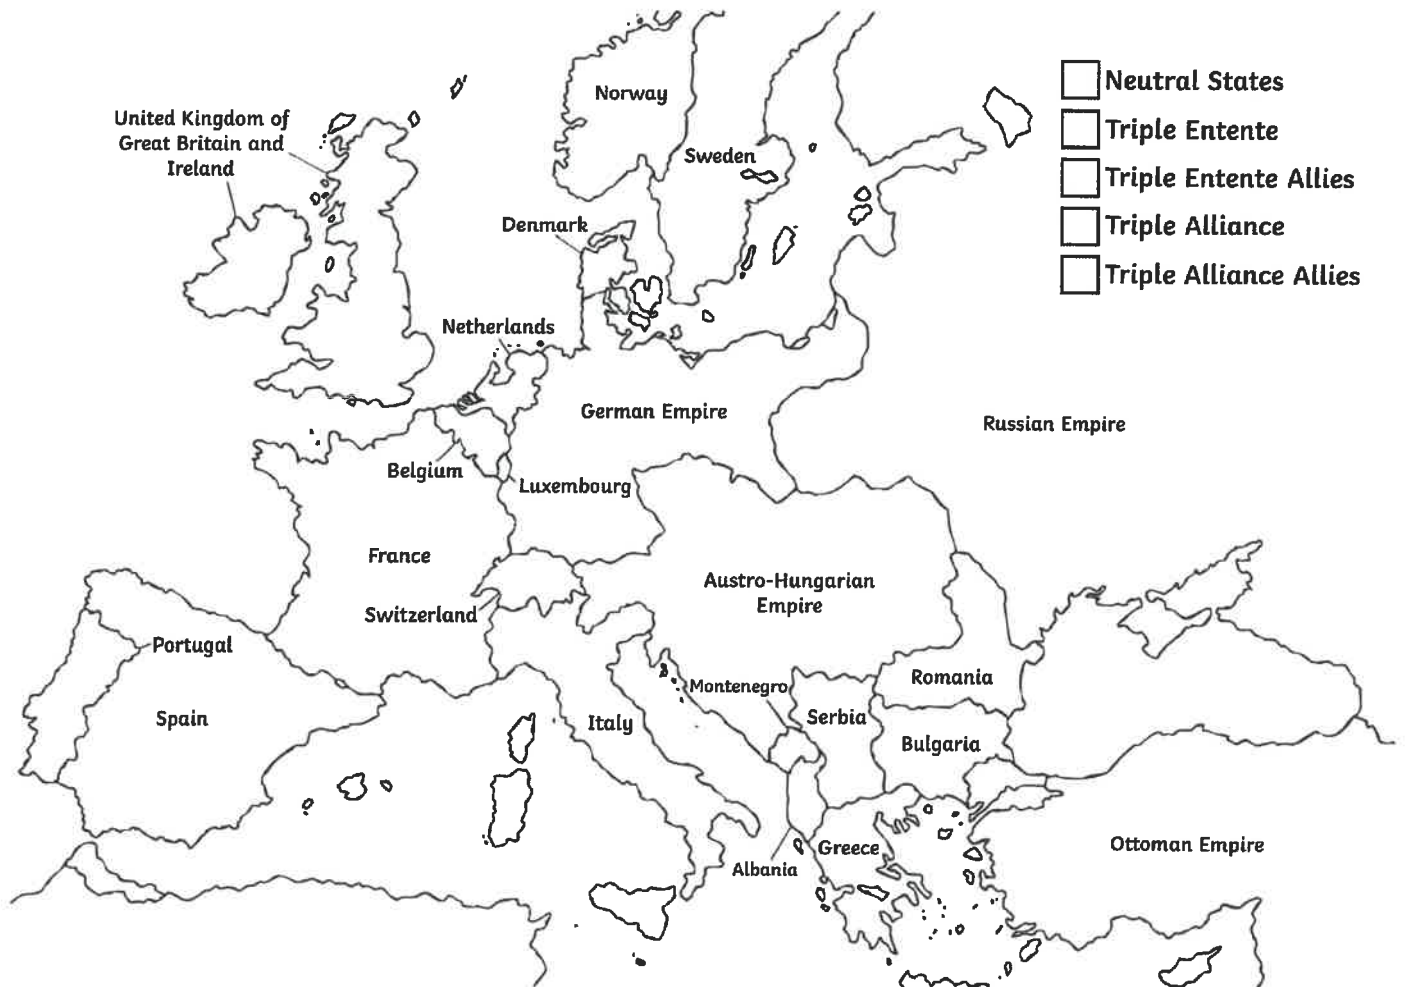 Norway
Neutral States
United Kingdom of
Great Britain and
Ireland
Triple Entente
Sweden
Triple Entente Allies
Denmark
Triple Alliance
Triple Alliance Allies
Netherlands
German Empire
Russian Empire
Belgium
Luxembourg
France
Austro-Hungarian
Empire
Switzerland
Portugal
Romania
Montenegro
Spain
Serbia
Italy
Bulgaria
Ottoman Empire
Greece
Albania